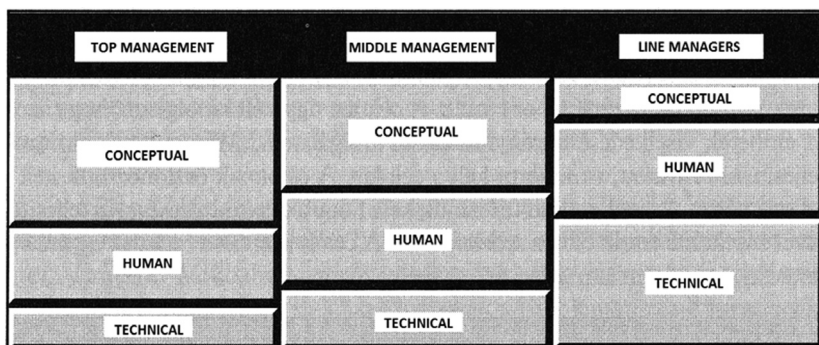 TOP MANAGEMENT
MIDDLE MANAGEMENT
LINE MANAGERS
CONCEPTUAL
CONCEPTUAL
CONCEPTUAL
HUMAN
HUMAN
HUMAN
TECHNICAL
TECHNICAL
TECHNICAL